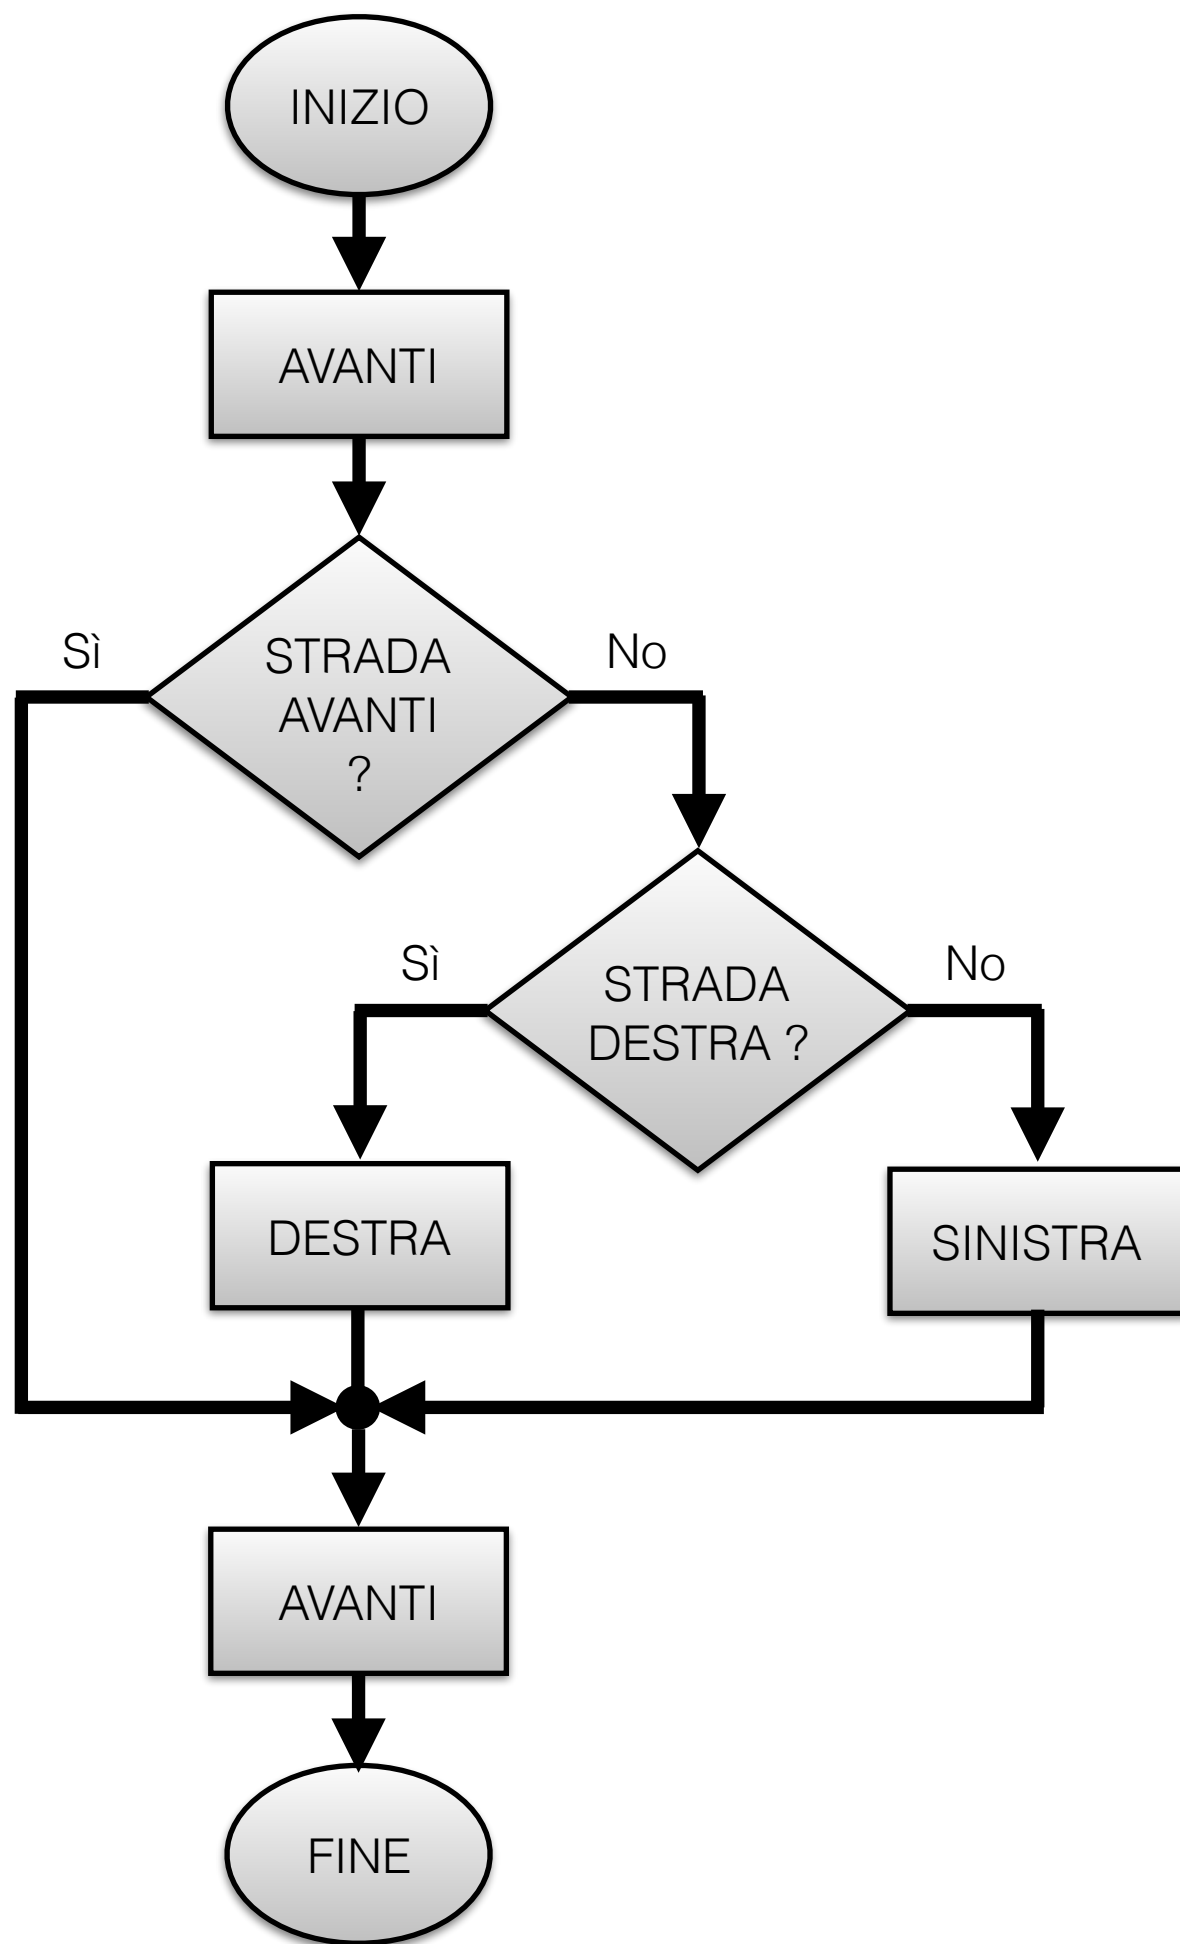 INIZIO
AVANTI
Sì
No
STRADA
AVANTI
?
Sì
No
STRADA
DESTRA ?
DESTRA
SINISTRA
AVANTI
FINE